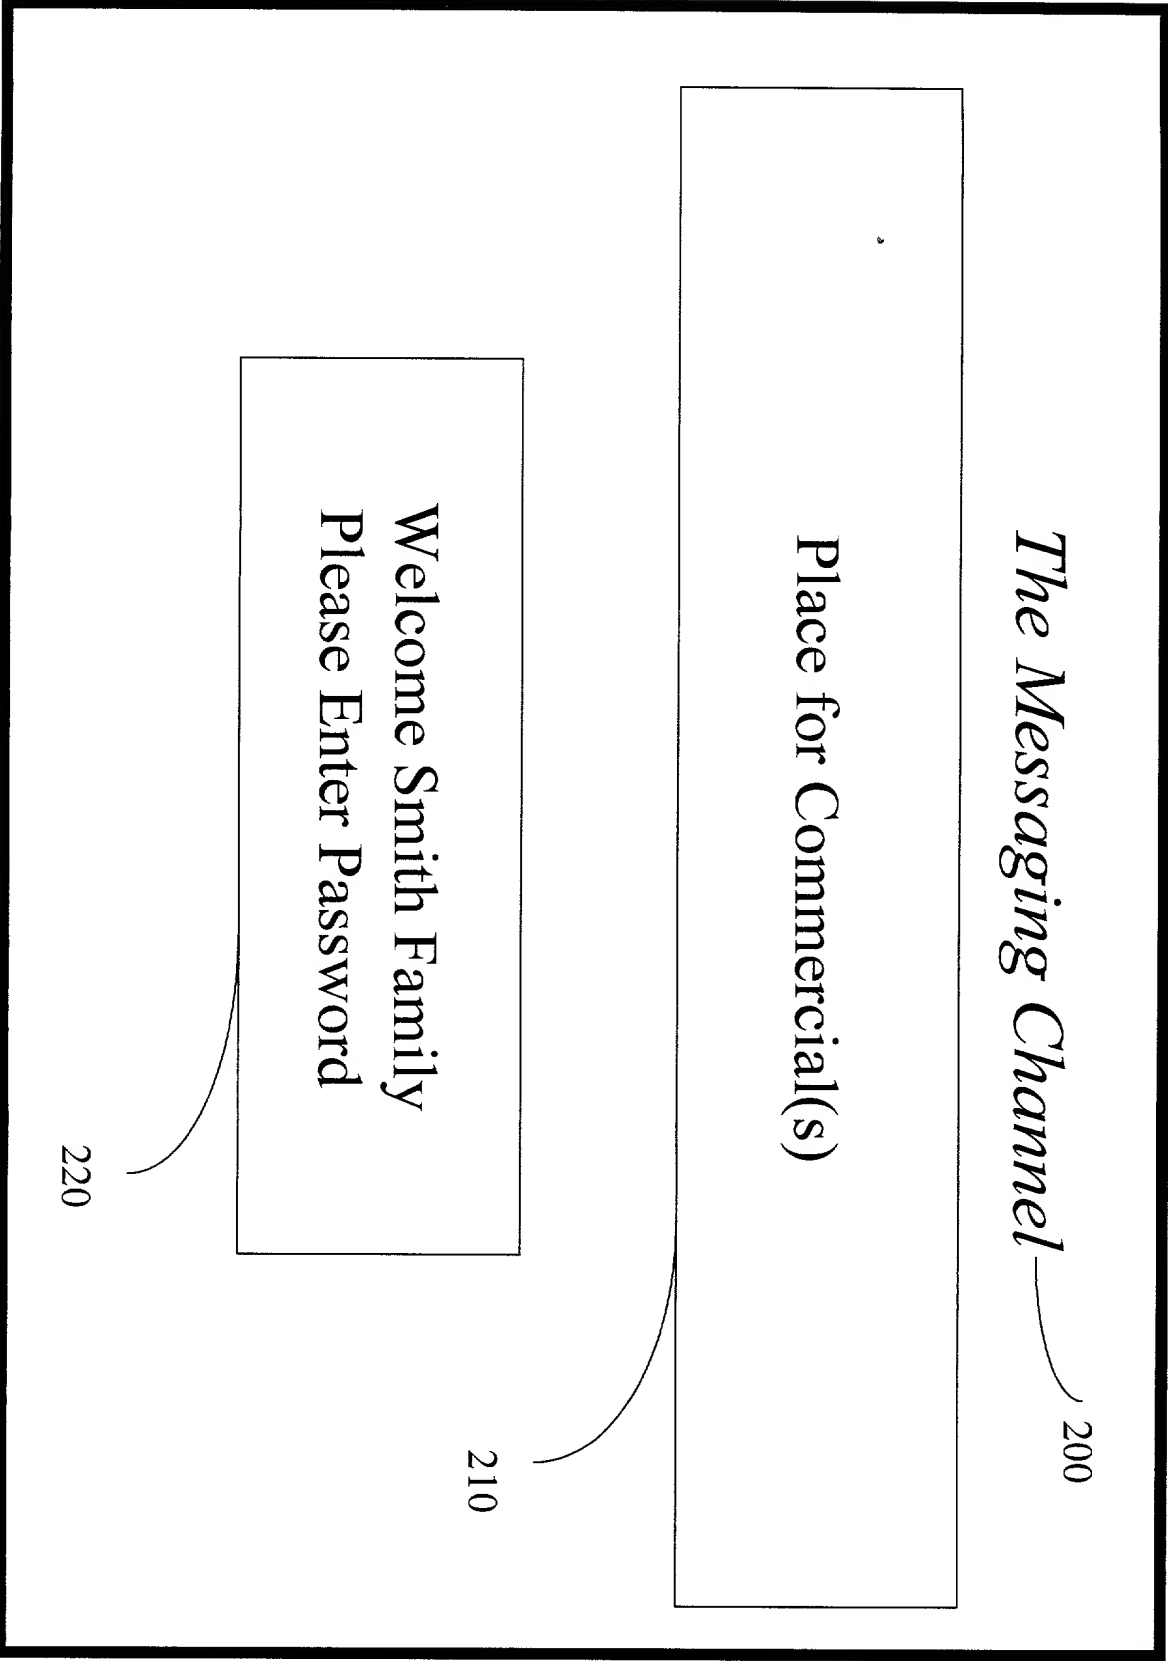 The Messaging Channel
200
Place for Commercial(s)
210
Welcome Smith Family
Please Enter Password
220